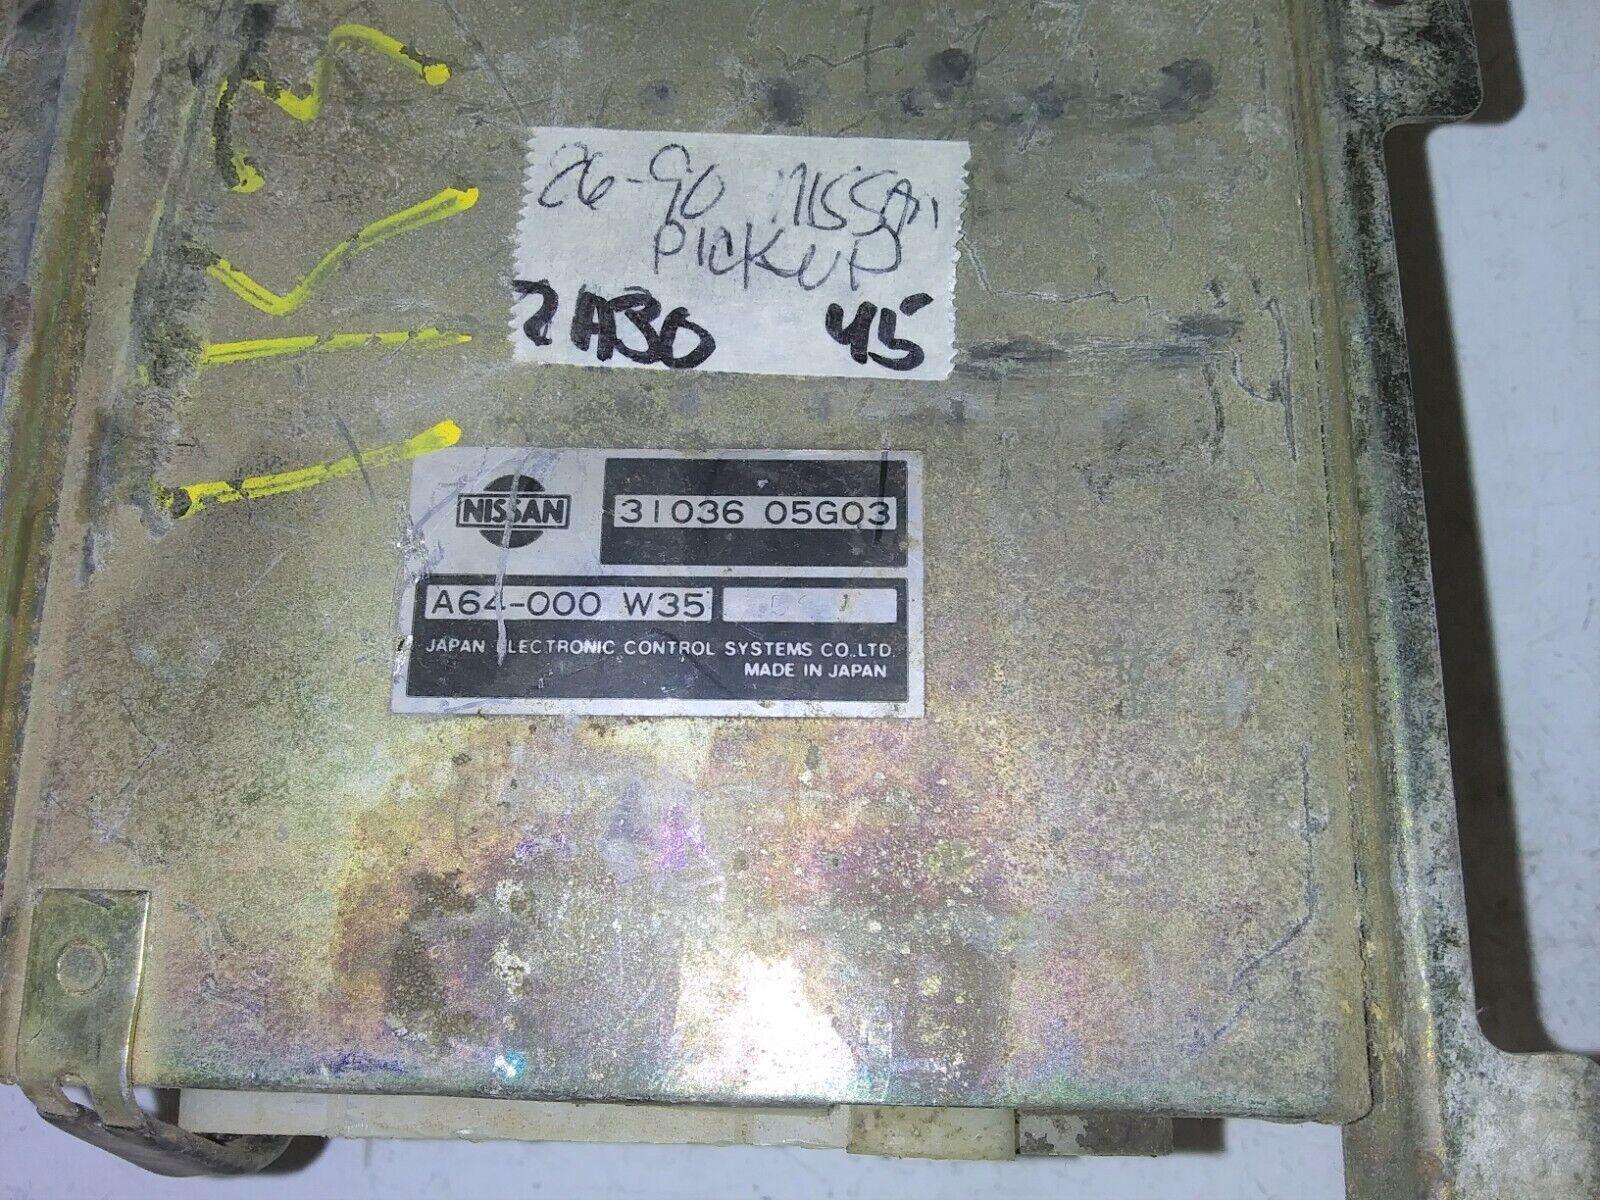 26-90 NISSAN
PICKUP
2A30 45
NISSAN
31036 05G03
A64-000 W35
JAPAN ELECTRONIC CONTROL SYSTEMS CO.,LTD.
MADE IN JAPAN